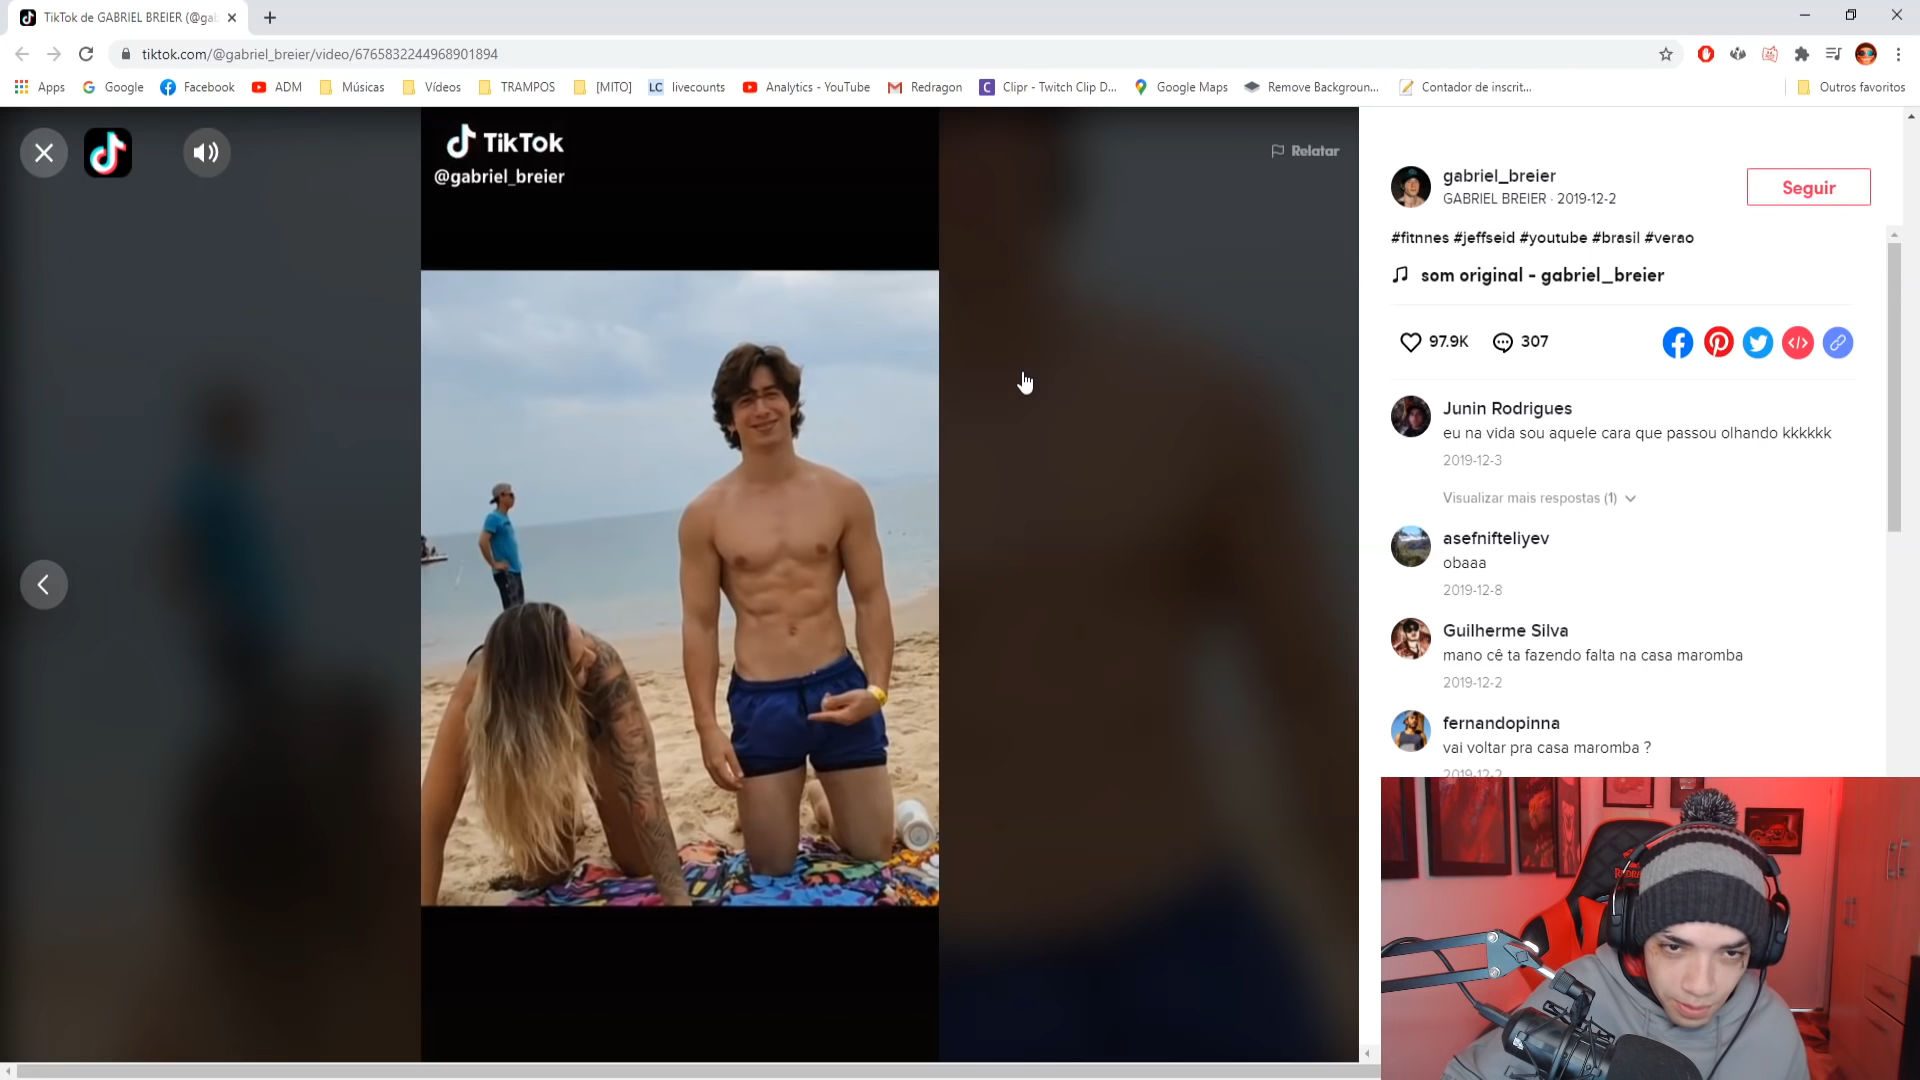 TikTok de GABRIEL BREIER (@ga
tiktok.com/@gabriel_breier/video/6765832244968901894
Apps
Google
Facebook
ADM
Músicas
Vídeos
TRAMPOS
[MITO]
LC livecounts
Analytics - YouTube
Redragon
C Clipr - Twitch Clip D...
Google Maps
Remove Backgroun...
Contador de inscrit...
Outros favoritos
TikTok
@gabriel_breier
Relatar
gabriel_breier
GABRIEL BREIER · 2019-12-2
Seguir
#fitnnes #jeffseid #youtube #brasil #verao
som original - gabriel_breier
97.9K
307
Junin Rodrigues
eu na vida sou aquele cara que passou olhando kkkkkk
2019-12-3
Visualizar mais respostas (1)
asefnifteliyev
obaaa
2019-12-8
Guilherme Silva
mano cê ta fazendo falta na casa maromba
2019-12-2
fernandopinna
vai voltar pra casa maromba ?
2019-12-2